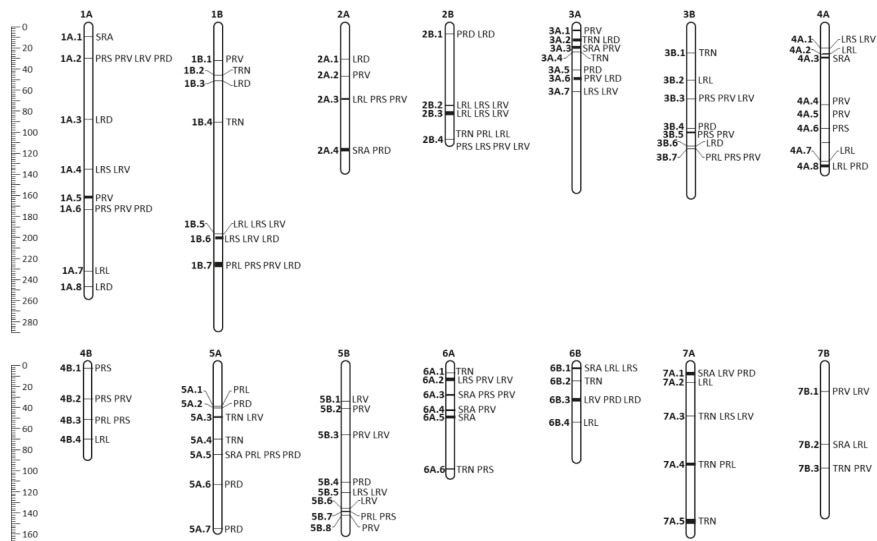 1A 1B 2A 2B 3A 3B 4A
0
20
40
60
80
100
120
140
160
180
200
220
240
260
280
1A.1 SRA
1A.2 PRS PRV LRV PRD
1A.3 LRD
1A.4 LRS LRV
1A.5 PRV
1A.6 PRS PRV PRD
1A.7 LRL
1A.8 LRD
1B.1 PRV
1B.2 TRN
1B.3 LRD
1B.4 TRN
1B.5 LRL LRS LRV
1B.6 LRS LRV LRD
1B.7 PRL PRS PRV LRD
2A.1 LRD
2A.2 PRV
2A.3 LRL PRS PRV
2A.4 SRA PRD
2B.1 PRD LRD
2B.2 LRL LRS LRV
2B.3 LRL LRS LRV
2B.4 TRN PRL LRL
PRS LRS PRV LRV
3A.1 PRV
3A.2 TRN LRD
3A.3 SRA PRV
3A.4 TRN
3A.5 PRD
3A.6 PRV LRD
3A.7 LRS LRV
3B.1 TRN
3B.2 LRL
3B.3 PRS PRV LRV
3B.4 PRD
3B.5 PRS PRV
3B.6 LRD
3B.7 PRL PRS PRV
4A.1 LRS LRV
4A.2 LRL
4A.3 SRA
4A.4 PRV
4A.5 PRV
4A.6 PRS
4A.7 LRL
4A.8 LRL PRD
4B 5A 5B 6A 6B 7A 7B
0
20
40
60
80
100
120
140
160
4B.1 PRS
4B.2 PRS PRV
4B.3 PRL PRS
4B.4 LRL
5A.1 PRL
5A.2 PRD
5A.3 TRN LRV
5A.4 TRN
5A.5 SRA PRL PRS PRD
5A.6 PRD
5A.7 PRD
5B.1 LRV
5B.2 PRV
5B.3 PRV LRV
5B.4 PRD
5B.5 LRS LRV
5B.6 LRV
5B.7 PRL PRS
5B.8 PRV
6A.1 TRN
6A.2 LRS PRV LRV
6A.3 SRA PRS PRV
6A.4 SRA PRV
6A.5 SRA
6A.6 TRN PRS
6B.1 SRA LRL LRS
6B.2 TRN
6B.3 LRV PRD LRD
6B.4 LRL
7A.1 SRA LRV PRD
7A.2 LRL
7A.3 TRN LRS LRV
7A.4 TRN PRL
7A.5 TRN
7B.1 PRV LRV
7B.2 SRA LRL
7B.3 TRN PRV